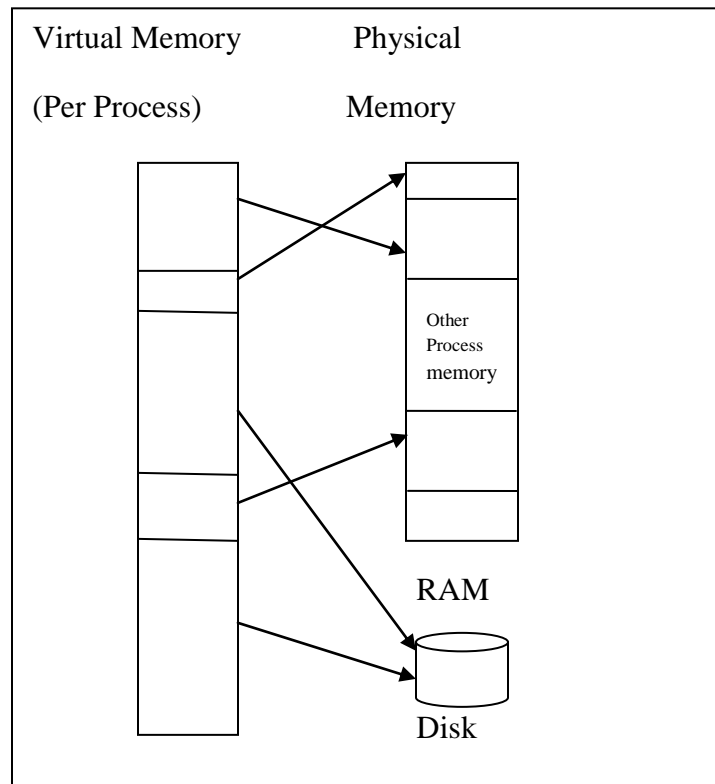 Virtual Memory
Physical
(Per Process)
Memory
Other
Process
memory
RAM
Disk